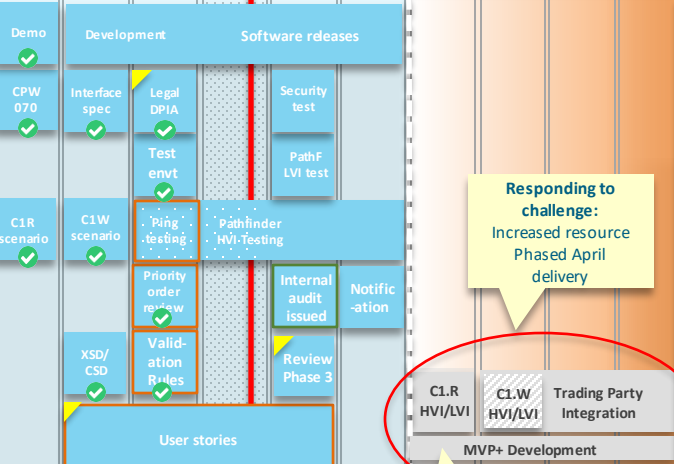 Demo
Development
Software releases
CPW
070
Interface
spec
Legal
DPIA
Security
test
Test
envt
PathF
LVI test
Responding to
challenge:
Increased resource
Phased April
delivery
C1R
scenario
C1W
scenario
Ping
testing
Pathfinder
HVI Testing
Priority
order
review
Internal
audit
issued
Notific
-ation
XSD/
CSD
Valid-
ation
Rules
Review
Phase 3
C1.R
HVI/LVI
C1.W
HVI/LVI
Trading Party
Integration
User stories
MVP+ Development